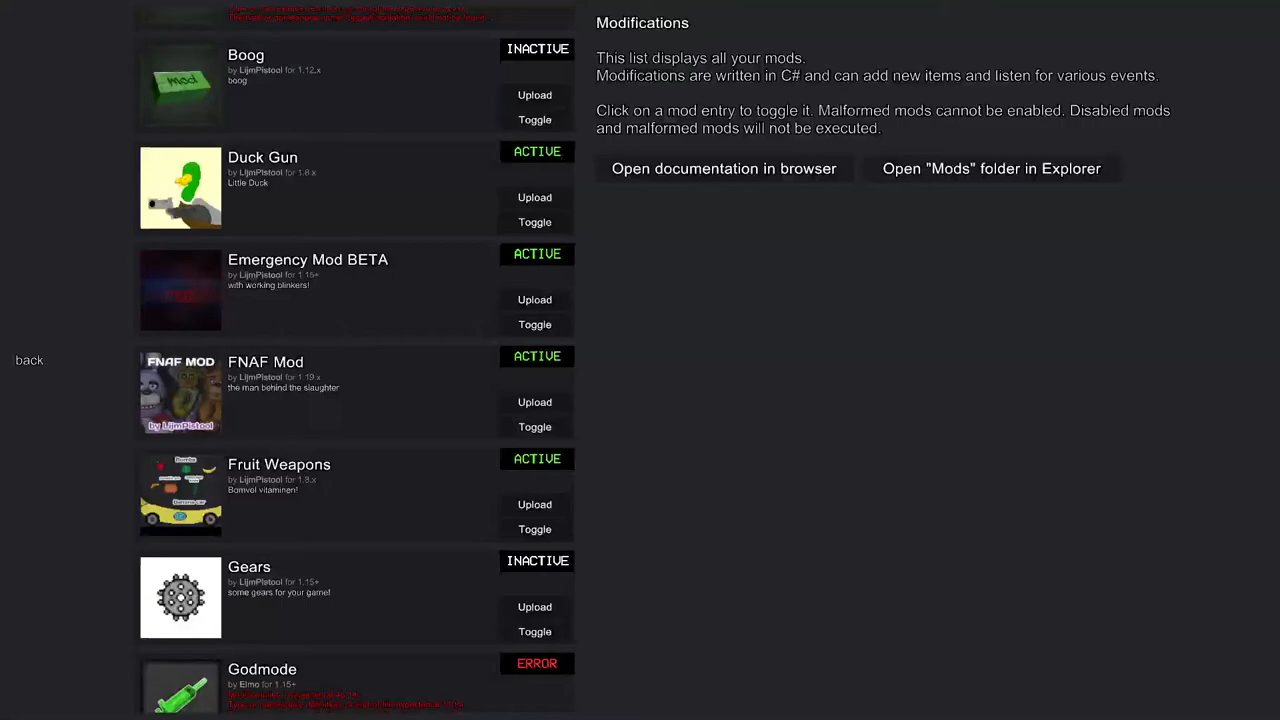 Boog
by LijmPistool for 1.12.x
boog
INACTIVE
Upload
Toggle
Duck Gun
by LijmPistool for 1.8.x
Little Duck
ACTIVE
Upload
Toggle
Emergency Mod BETA
by LijmPistool for 1.15+
with working blinkers!
ACTIVE
Upload
Toggle
FNAF MOD
by LijmPistool
FNAF Mod
by LijmPistool for 1.19.x
the man behind the slaughter
ACTIVE
Upload
Toggle
Fruit Weapons
by LijmPistool for 1.8.x
Bomvol vitaminen!
ACTIVE
Upload
Toggle
Gears
by LijmPistool for 1.15+
some gears for your game!
INACTIVE
Upload
Toggle
Godmode
by Elmo for 1.15+
ERROR
back
Modifications
This list displays all your mods.
Modifications are written in C# and can add new items and listen for various events.
Click on a mod entry to toggle it. Malformed mods cannot be enabled. Disabled mods
and malformed mods will not be executed.
Open documentation in browser
Open "Mods" folder in Explorer